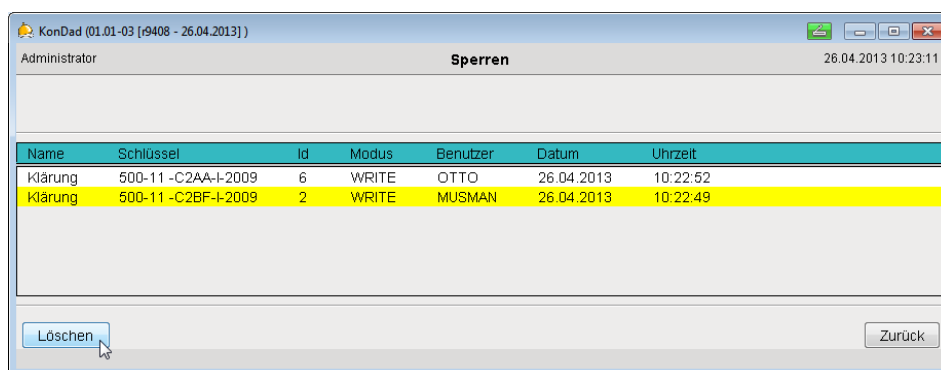 KonDad (01.01-03 [r9408 - 26.04.2013] )
Administrator Sperren 26.04.2013 10:23:11
Name Schlüssel Id Modus Benutzer Datum Uhrzeit
Klärung 500-11 -C2AA-I-2009 6 WRITE OTTO 26.04.2013 10:22:52
Klärung 500-11 -C2BF-I-2009 2 WRITE MUSMAN 26.04.2013 10:22:49
Löschen Zurück